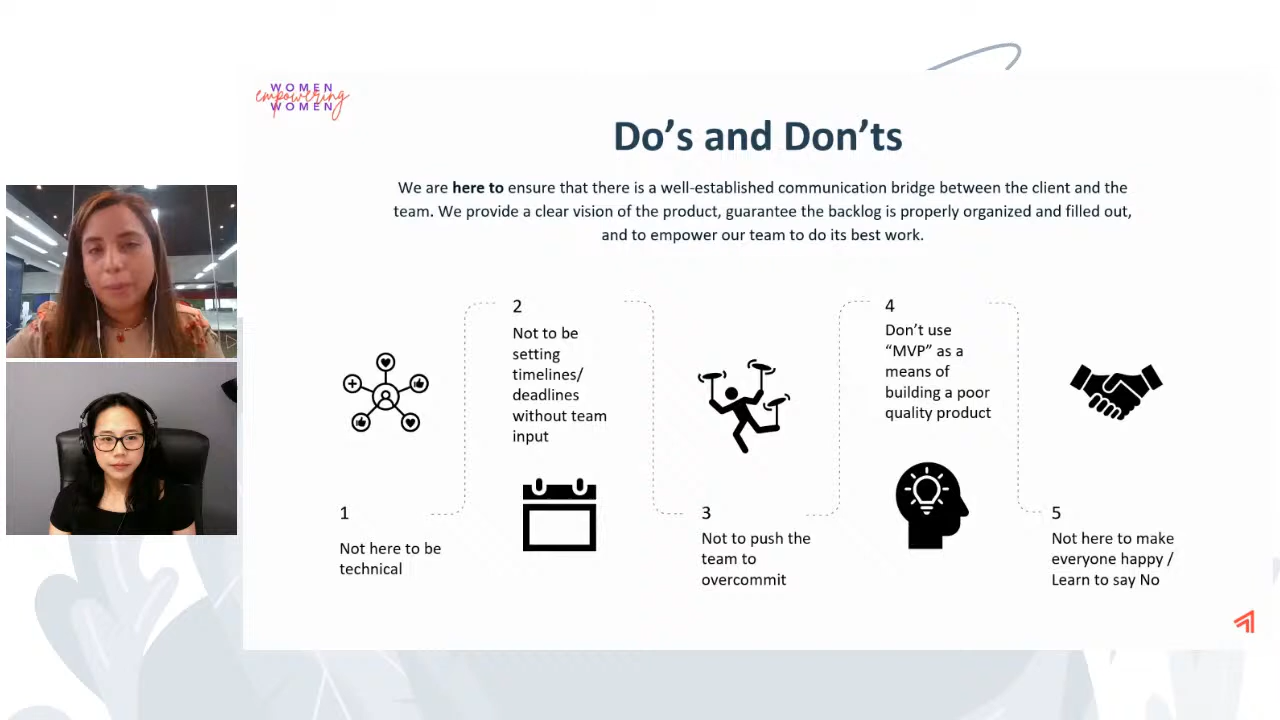 WOMEN
empowering
WOMEN
Do’s and Don’ts
We are here to ensure that there is a well-established communication bridge between the client and the
team. We provide a clear vision of the product, guarantee the backlog is properly organized and filled out,
and to empower our team to do its best work.
1
Not here to be
technical
2
Not to be
setting
timelines/
deadlines
without team
input
3
Not to push the
team to
overcommit
4
Don’t use
“MVP” as a
means of
building a poor
quality product
5
Not here to make
everyone happy /
Learn to say No